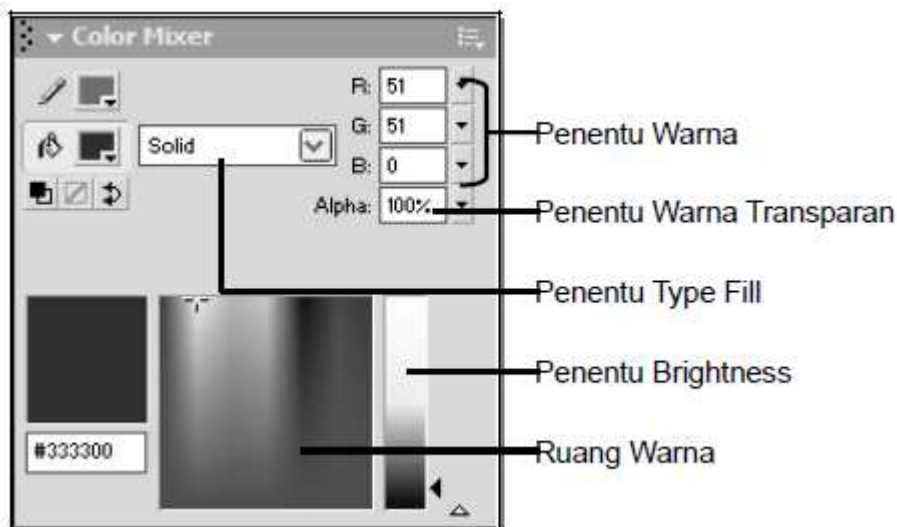 Color Mixer
R: 51
G: 51
B: 0
Solid
Alpha: 100%
#333300
Penentu Warna
Penentu Warna Transparan
Penentu Type Fill
Penentu Brightness
Ruang Warna